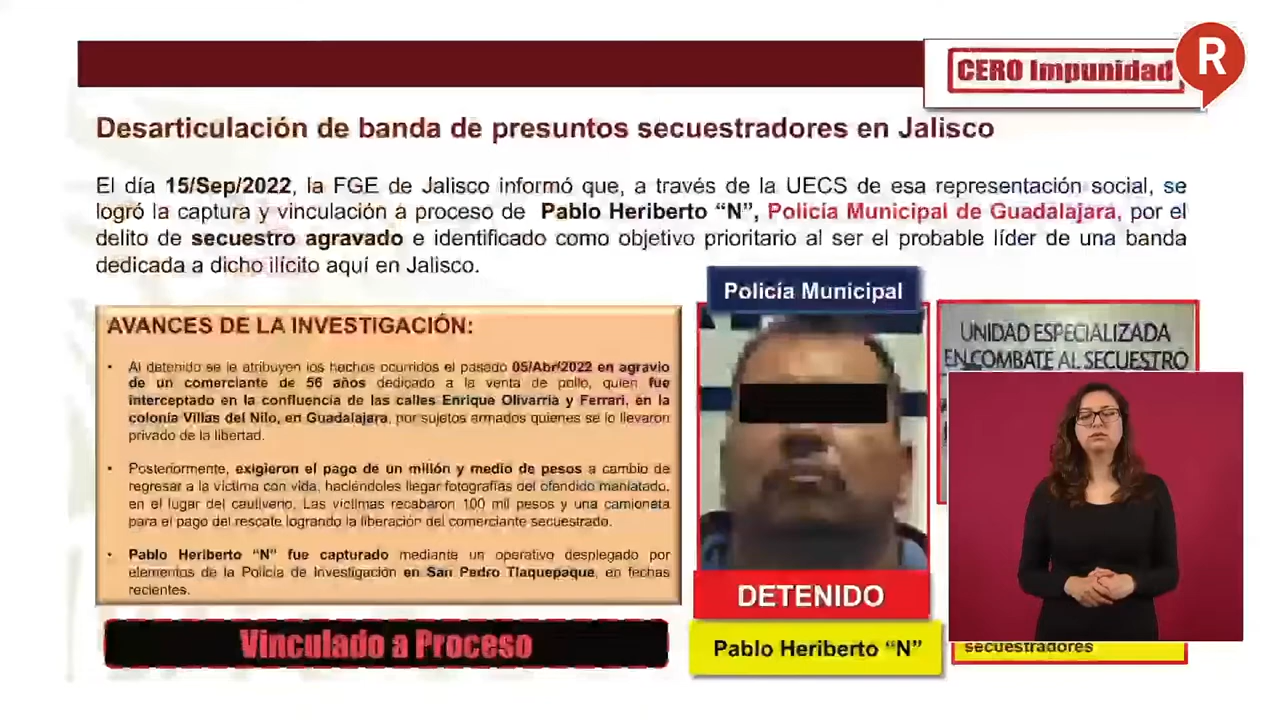 CERO Impunidad
R
Desarticulación de banda de presuntos secuestradores en Jalisco
El día 15/Sep/2022, la FGE de Jalisco informó que, a través de la UECS de esa representación social, se
logró la captura y vinculación a proceso de Pablo Heriberto “N”, Policía Municipal de Guadalajara, por el
delito de secuestro agravado e identificado como objetivo prioritario al ser el probable líder de una banda
dedicada a dicho ilícito aquí en Jalisco.
AVANCES DE LA INVESTIGACIÓN:
• Al detenido se le atribuyen los hechos ocurridos el pasado 05/Abr/2022 en agravio
de un comerciante de 56 años dedicado a la venta de pollo, quien fue
interceptado en la confluencia de las calles Enrique Olivarría y Ferrari, en la
colonia Villas del Nilo, en Guadalajara, por sujetos armados quienes se lo llevaron
privado de la libertad.
• Posteriormente, exigieron el pago de un millón y medio de pesos a cambio de
regresar a la víctima con vida, haciéndoles llegar fotografías del ofendido maniatado,
en el lugar del cautiverio. Las víctimas recabaron 100 mil pesos y una camioneta
para el pago del rescate logrando la liberación del comerciante secuestrado.
• Pablo Heriberto “N” fue capturado mediante un operativo desplegado por
elementos de la Policía de Investigación en San Pedro Tlaquepaque, en fechas
recientes.
Vinculado a Proceso
Policía Municipal
DETENIDO
Pablo Heriberto “N”
UNIDAD ESPECIALIZADA
EN COMBATE AL SECUESTRO
secuestradores